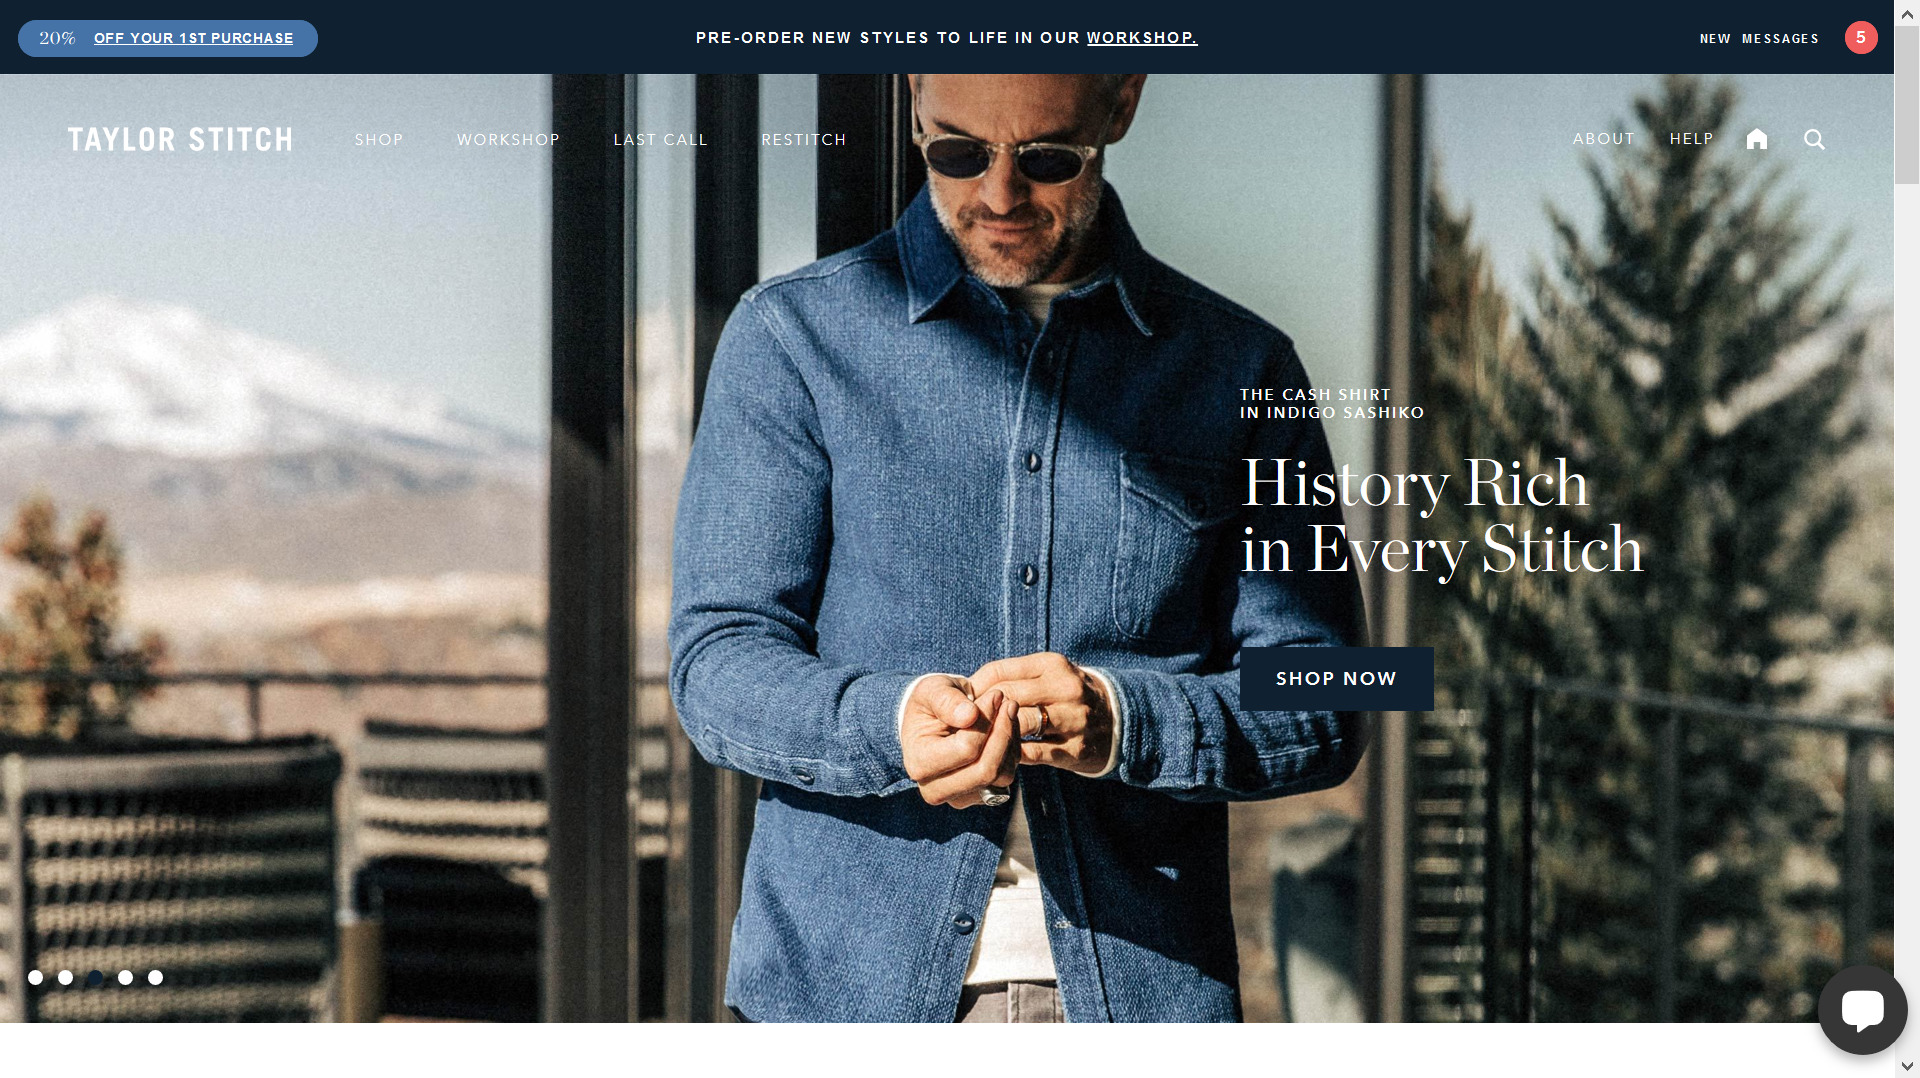 20% OFF YOUR 1ST PURCHASE
PRE-ORDER NEW STYLES TO LIFE IN OUR WORKSHOP.
NEW MESSAGES 5
TAYLOR STITCH
SHOP
WORKSHOP
LAST CALL
RESTITCH
ABOUT
HELP
THE CASH SHIRT
IN INDIGO SASHIKO
History Rich
in Every Stitch
SHOP NOW